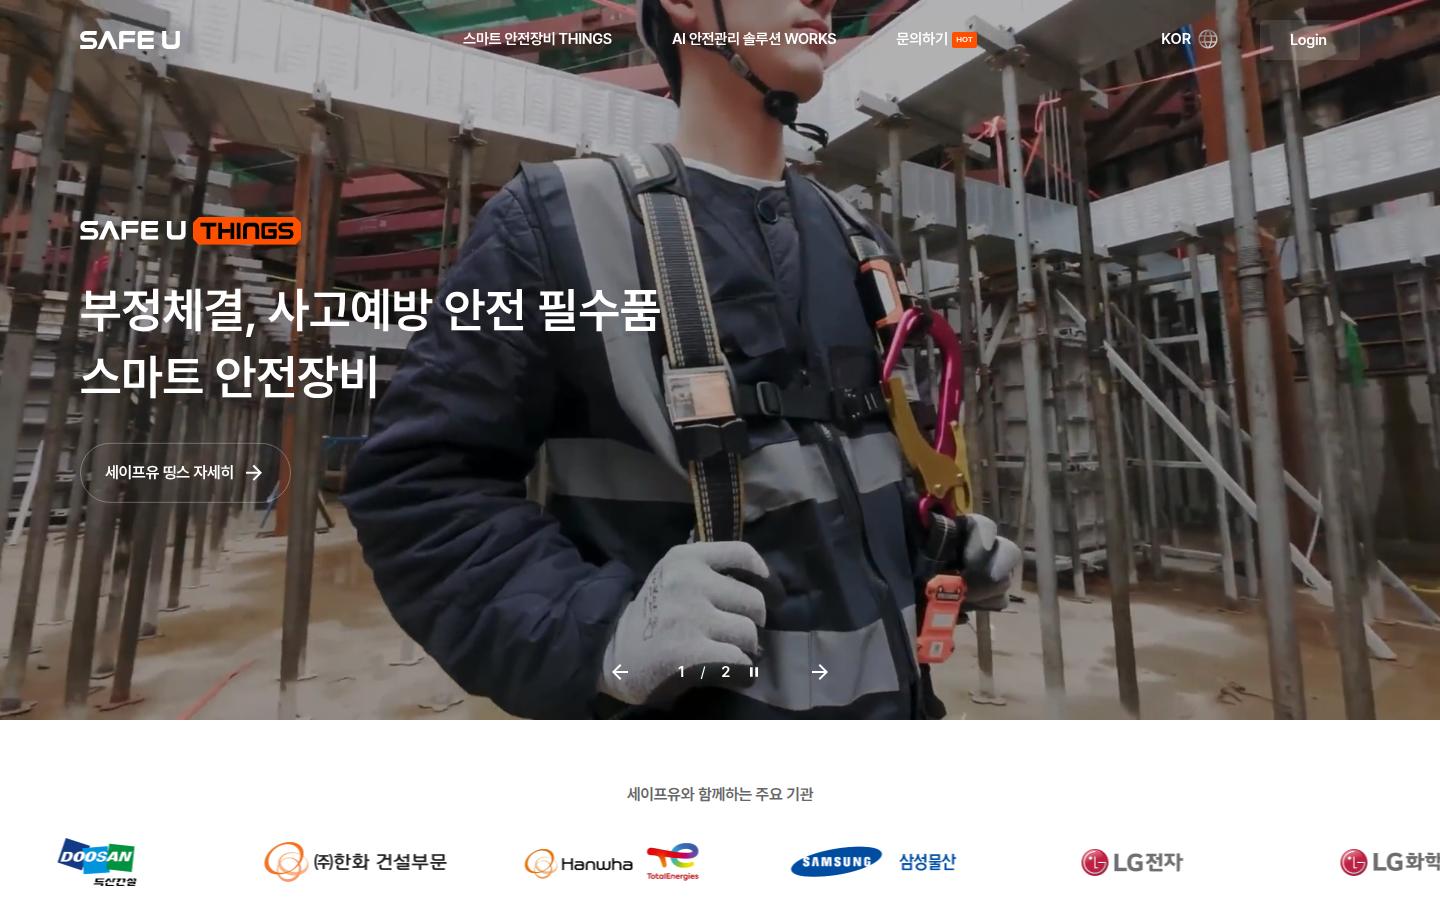 SAFE U
스마트 안전장비 THINGS
AI 안전관리 솔루션 WORKS
문의하기 HOT
KOR
Login
SAFE U THINGS
부정체결, 사고예방 안전 필수품
스마트 안전장비
세이프유 띵스 자세히
1 / 2
세이프유와 함께하는 주요 기관
DOOSAN
두산건설
㈜한화 건설부문
Hanwha
TotalEnergies
SAMSUNG 삼성물산
LG전자
LG화학